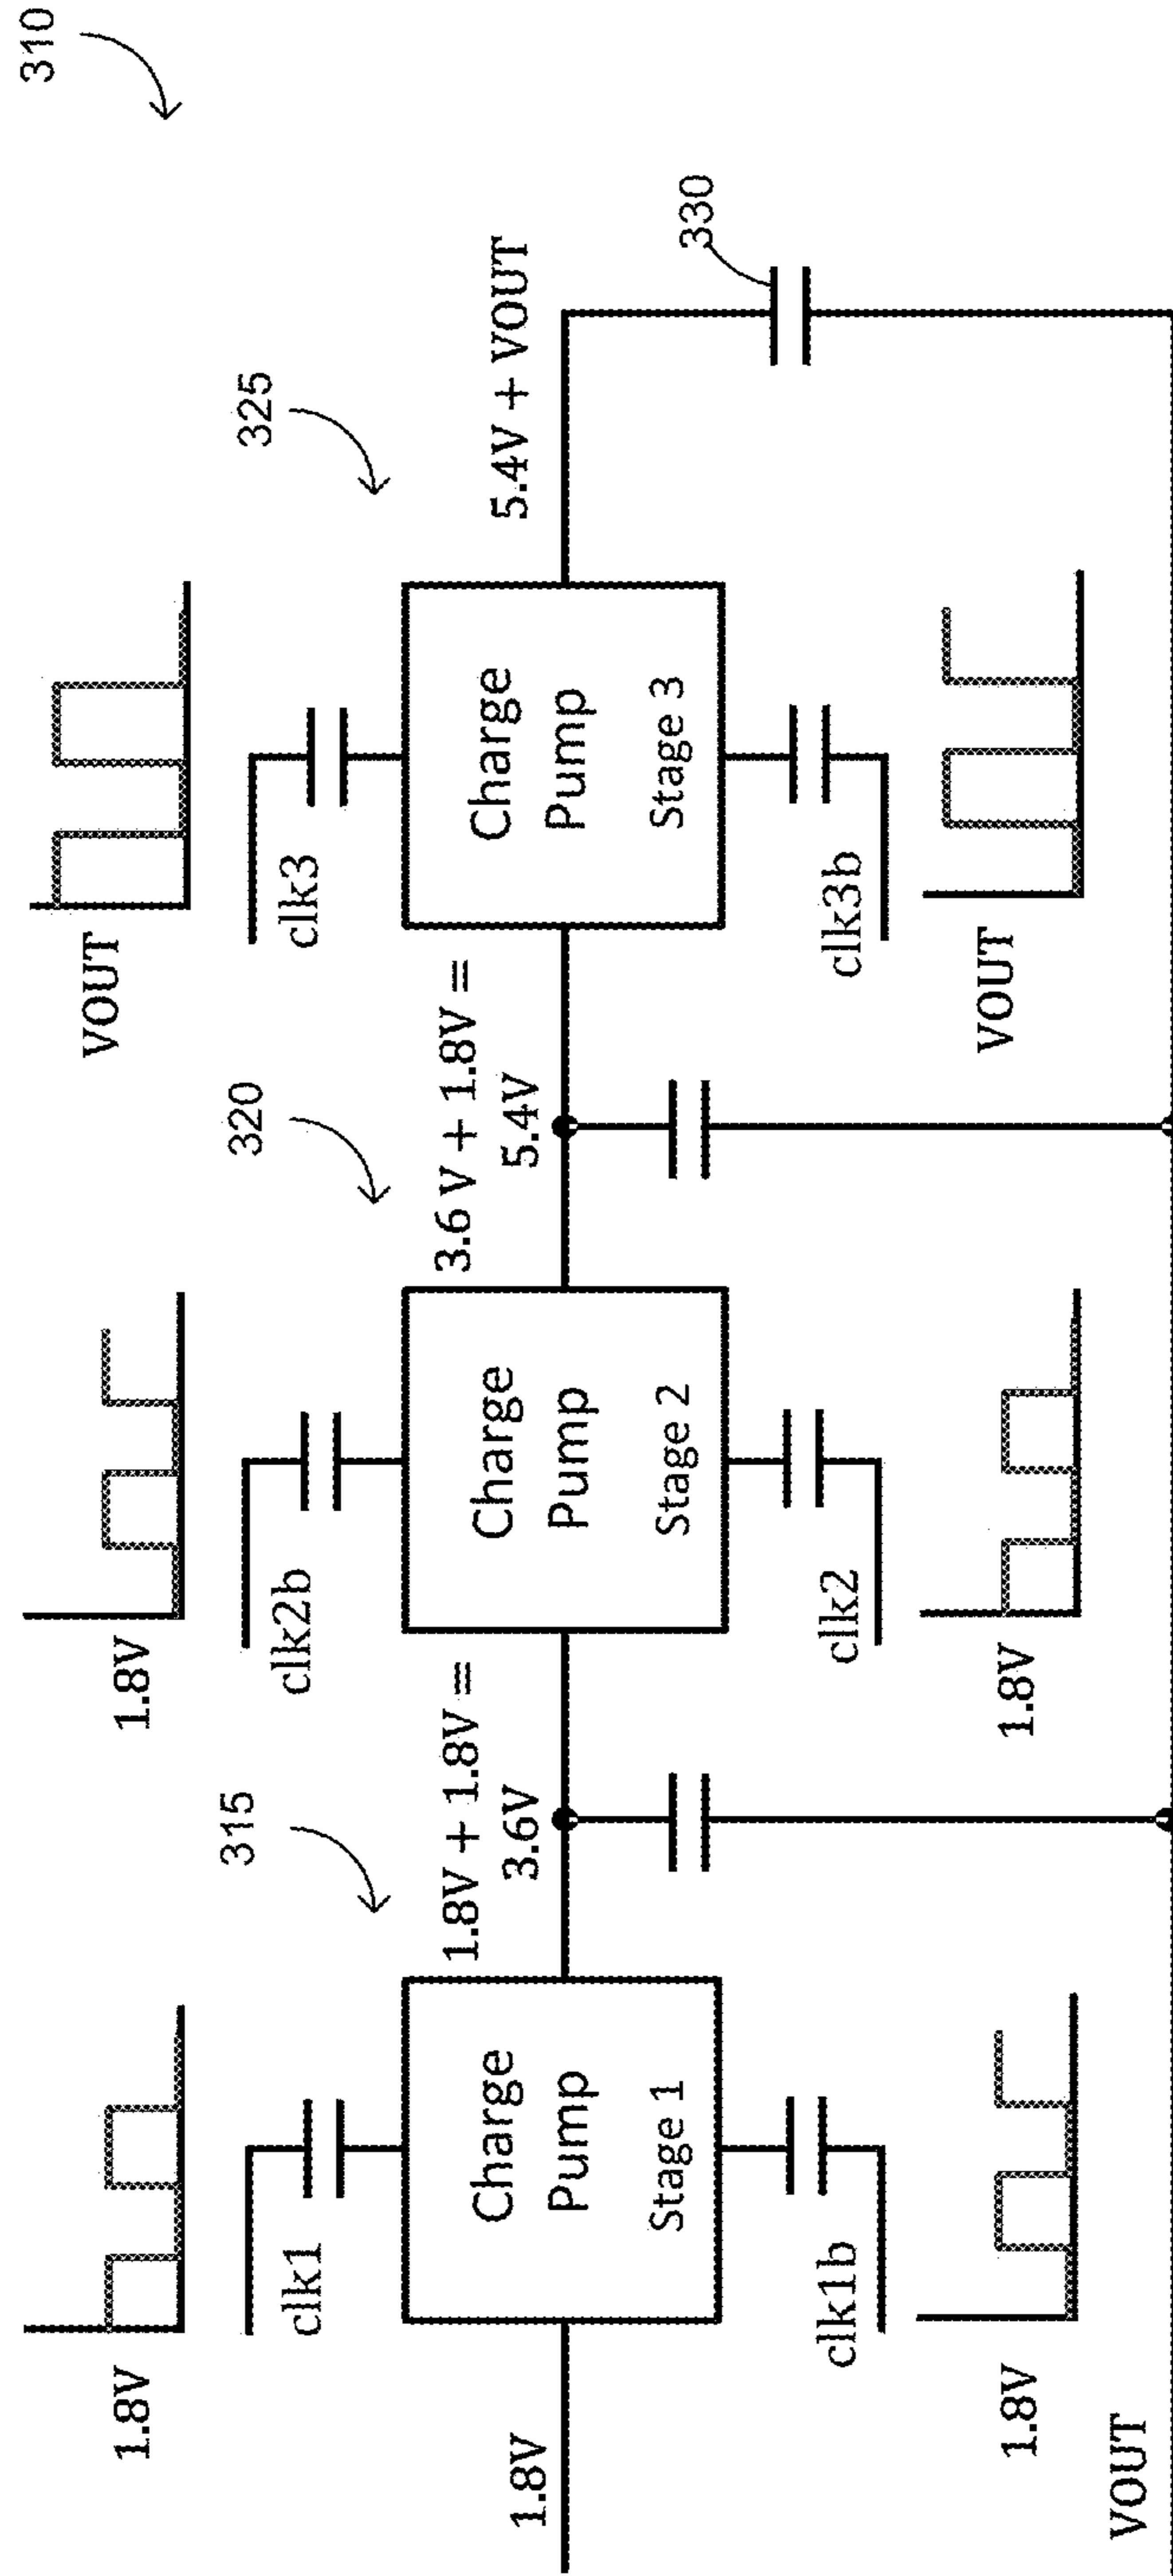 310
1.8V
1.8V
VOUT
315
320
325
clk1
clk2b
clk3
1.8V + 1.8V =
3.6V
3.6 V + 1.8V =
5.4V
5.4V + VOUT
1.8V
Charge
Pump
Stage 1
Charge
Pump
Stage 2
Charge
Pump
Stage 3
330
clk1b
clk2
clk3b
1.8V
1.8V
VOUT
VOUT